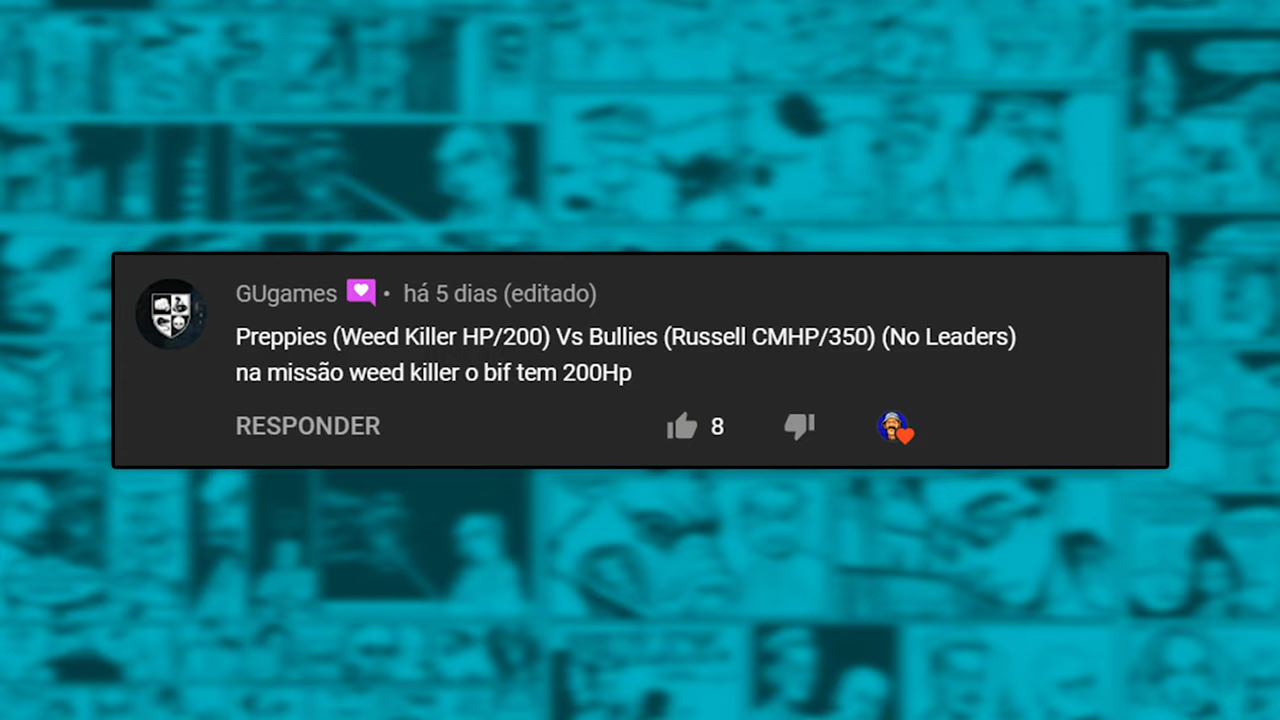 GUgames • há 5 dias (editado)
Preppies (Weed Killer HP/200) Vs Bullies (Russell CMHP/350) (No Leaders)
na missão weed killer o bif tem 200Hp
RESPONDER 8